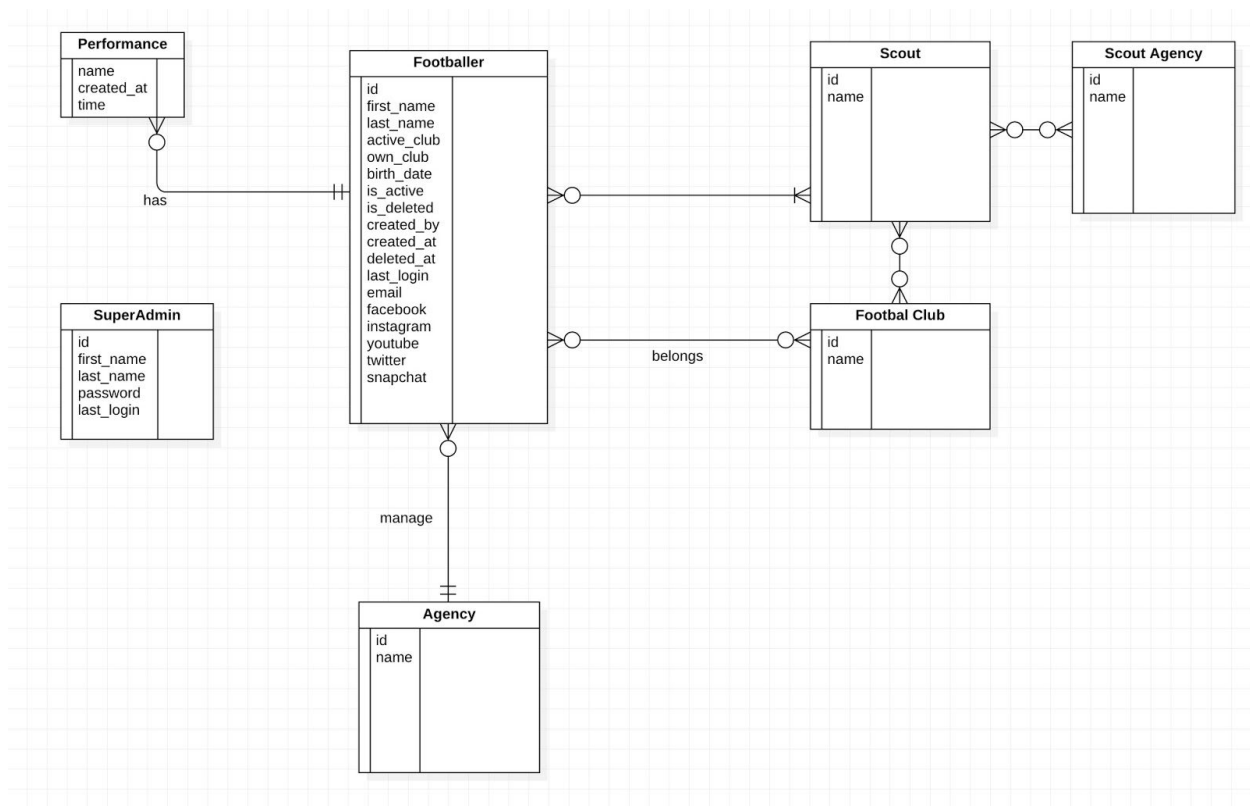 Performance
name
created_at
time
has
Footballer
id
first_name
last_name
active_club
own_club
birth_date
is_active
is_deleted
created_by
created_at
deleted_at
last_login
email
facebook
instagram
youtube
twitter
snapchat
Scout
id
name
Scout Agency
id
name
SuperAdmin
id
first_name
last_name
password
last_login
belongs
Footbal Club
id
name
manage
Agency
id
name